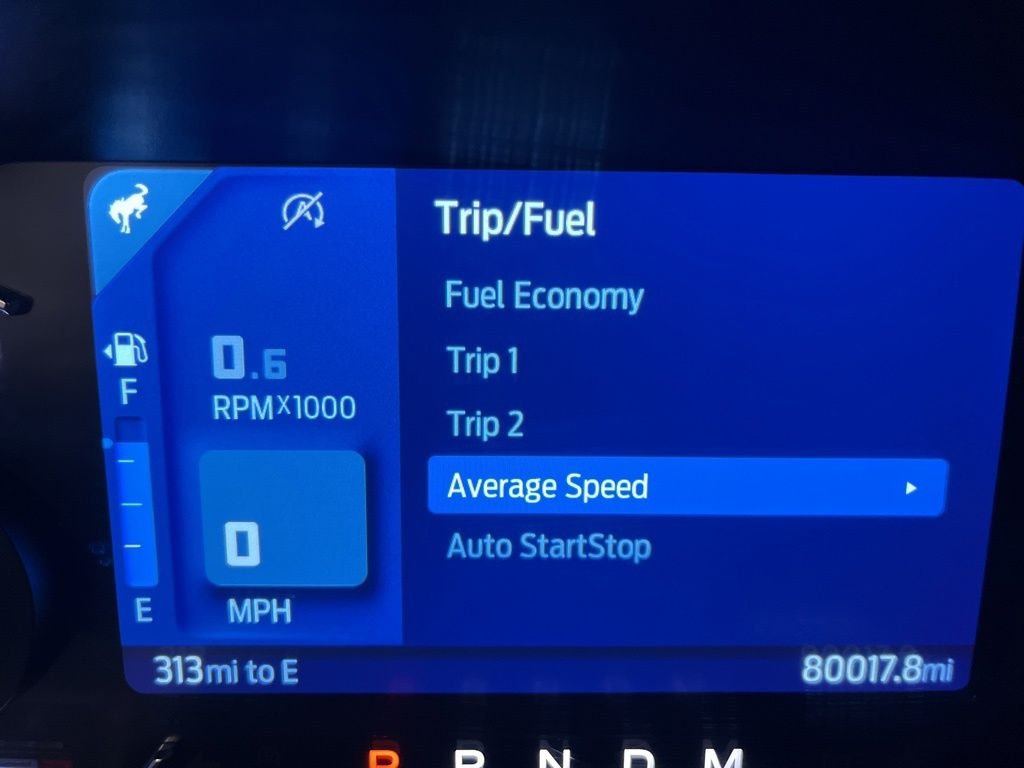 Trip/Fuel
Fuel Economy
Trip 1
Trip 2
Average Speed
Auto StartStop
A
0.6
RPMx1000
F
E
0
MPH
313mi to E
80017.8mi
P R N D M